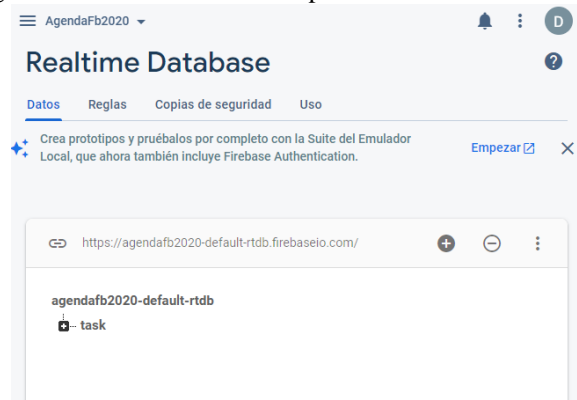 AgendaFb2020
D
Realtime Database
?
Datos Reglas Copias de seguridad Uso
Crea prototipos y pruébalos por completo con la Suite del Emulador
Local, que ahora también incluye Firebase Authentication.
Empezar
https://agendafb2020-default-rtdb.firebaseio.com/
agendafb2020-default-rtdb
task